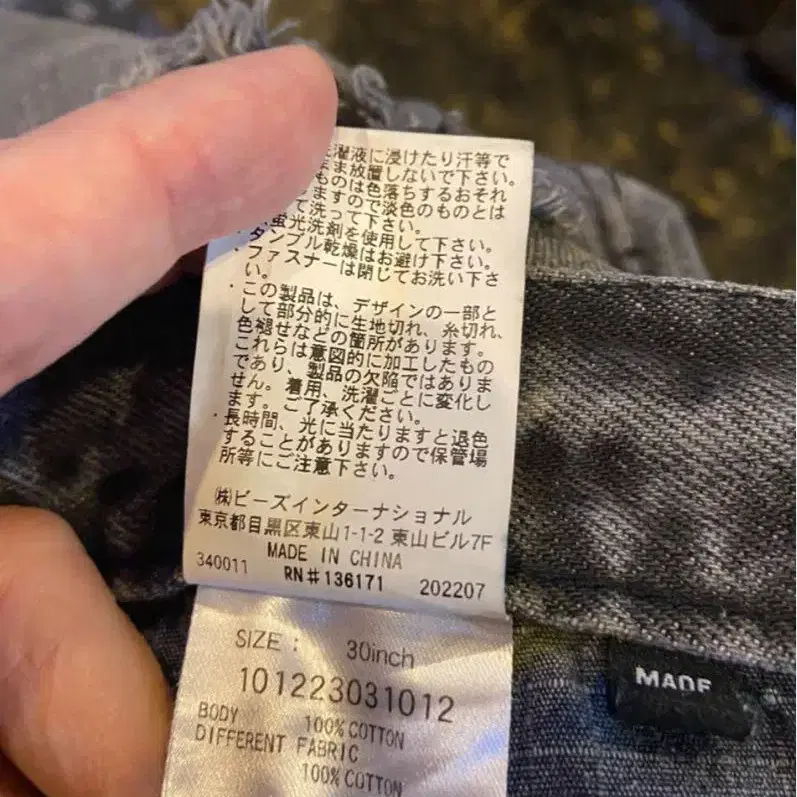 濯液に浸けたり汗等で
ま放置しないで下さい。
ものは色落ちするおそれ
ますので淡色のものとは
て洗って下さい。
蛍光洗剤を使用して下さい。
・タンブル乾燥はお避け下さい。
・ファスナーは閉じてお洗い下さ
い。
・この製品は、デザインの一部と
して部分的に生地切れ、糸切れ、
色褪せなどの箇所があります。
これらは意図的に加工したもの
であり、製品の欠陥ではありま
せん。着用、洗濯ごとに変化し
ます。ご了承ください。
・長時間、光に当たりますと退色
することがありますので保管場
所等にご注意下さい。
㈱ビーズインターナショナル
東京都目黒区東山1-1-2 東山ビル7F
MADE IN CHINA
340011 RN#136171 202207
SIZE: 30inch
101223031012
BODY 100% COTTON
DIFFERENT FABRIC
100% COTTON
MADE